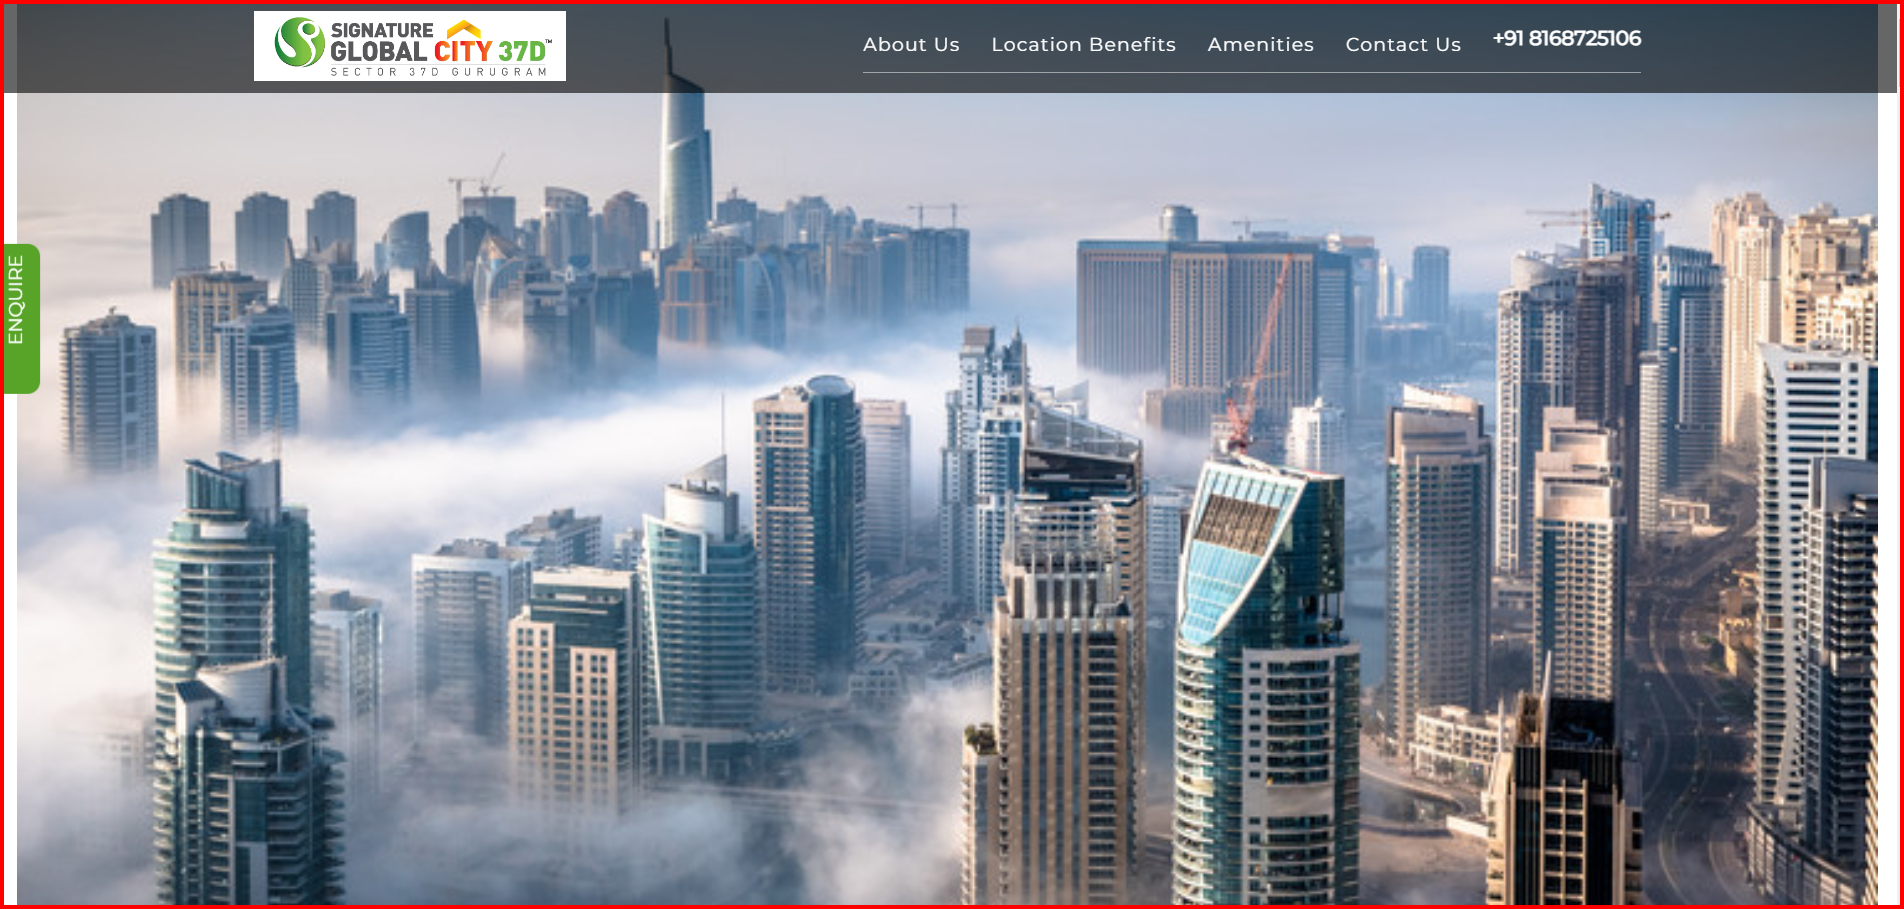 SIGNATURE
GLOBAL CITY 37D™
SECTOR 37D GURUGRAM
About Us Location Benefits Amenities Contact Us +91 8168725106
ENQUIRE